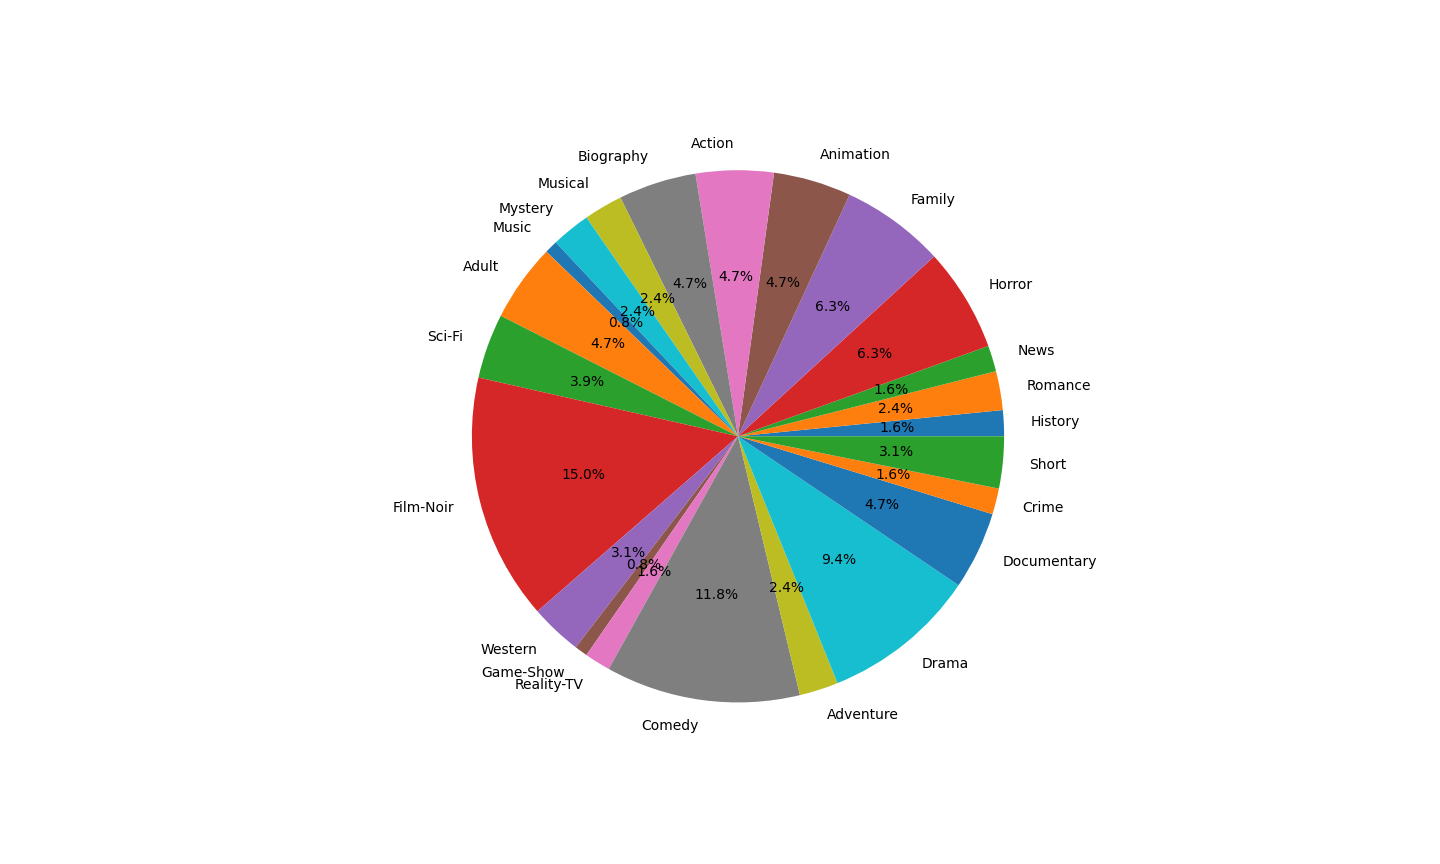 Action
Animation
Biography
Family
Musical
Mystery
Music
Adult
Horror
Sci-Fi
News
Romance
History
Short
Film-Noir
Crime
Documentary
Western
Game-Show
Reality-TV
Drama
Adventure
Comedy
4.7%
4.7%
4.7%
2.4%
6.3%
2.4%
0.8%
4.7%
6.3%
3.9%
1.6%
2.4%
1.6%
3.1%
1.6%
15.0%
4.7%
3.1%
0.8%
1.6%
9.4%
2.4%
11.8%